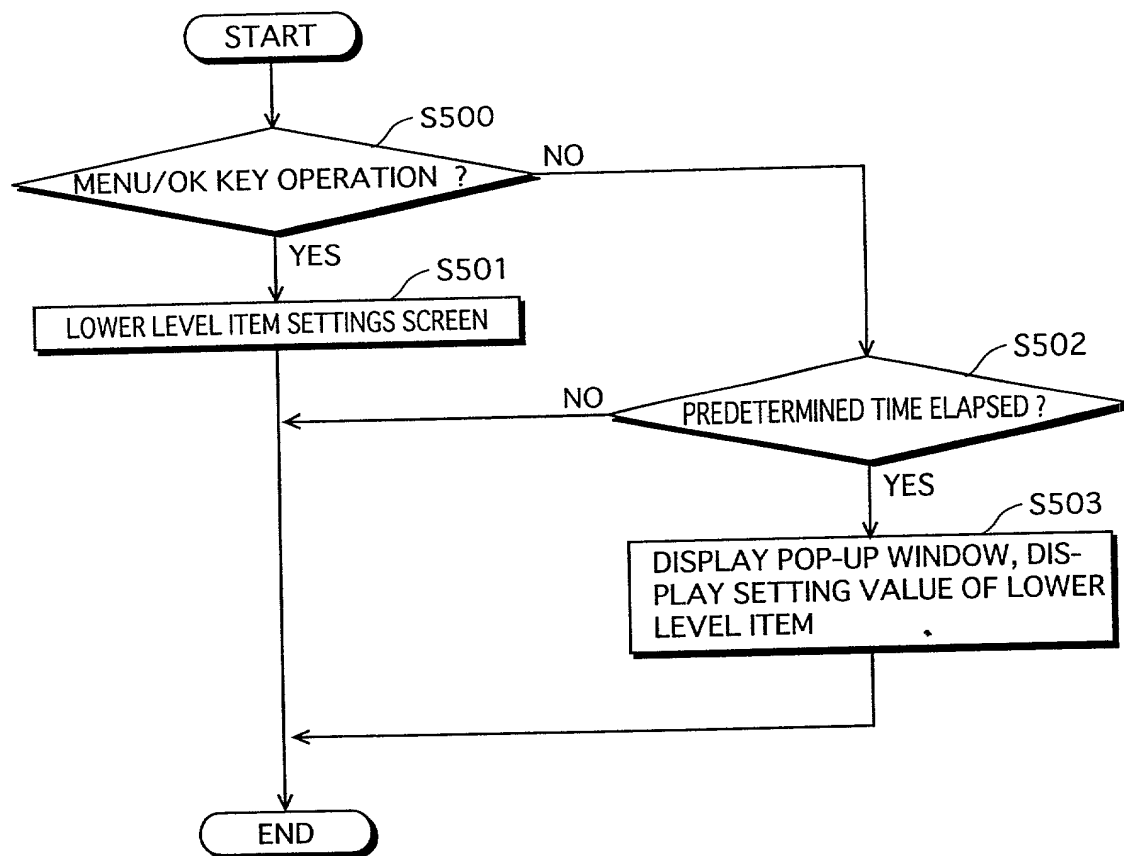 START
S500
MENU/OK KEY OPERATION ?
NO
YES
S501
LOWER LEVEL ITEM SETTINGS SCREEN
S502
NO
PREDETERMINED TIME ELAPSED ?
YES
S503
DISPLAY POP-UP WINDOW, DIS-
PLAY SETTING VALUE OF LOWER
LEVEL ITEM
END